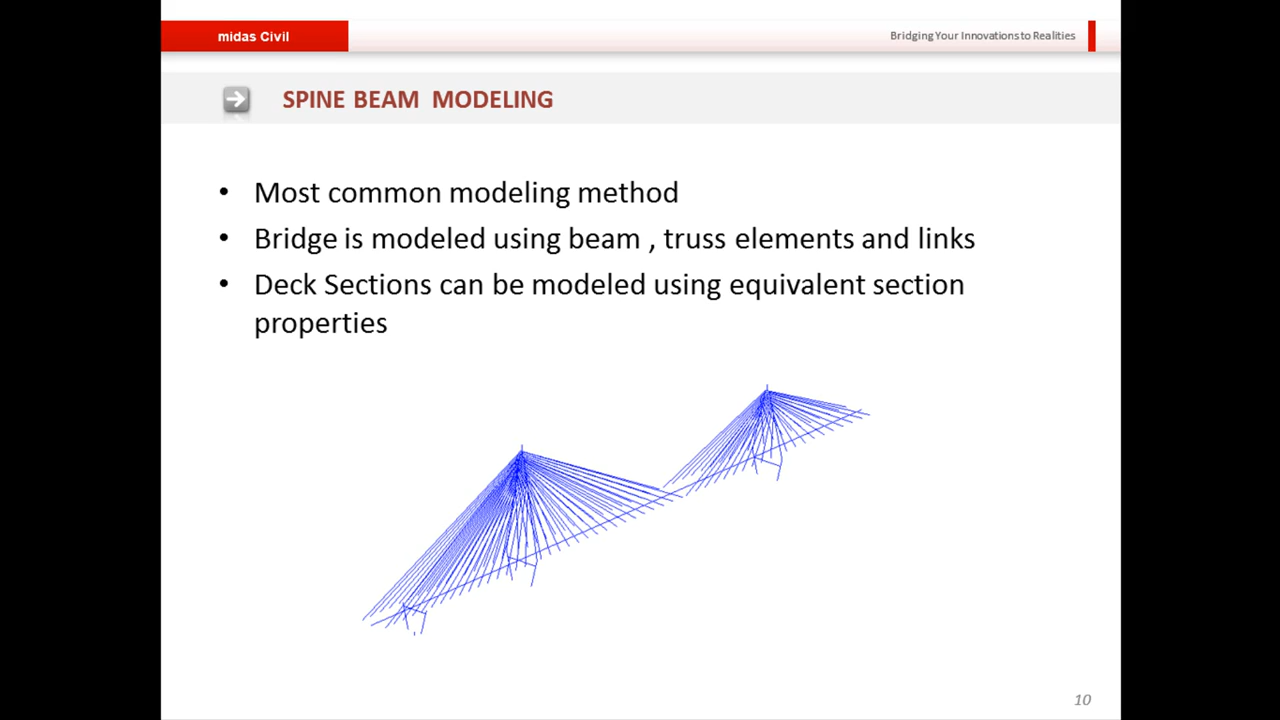 midas Civil
Bridging Your Innovations to Realities
SPINE BEAM MODELING
• Most common modeling method
• Bridge is modeled using beam , truss elements and links
• Deck Sections can be modeled using equivalent section
properties
10